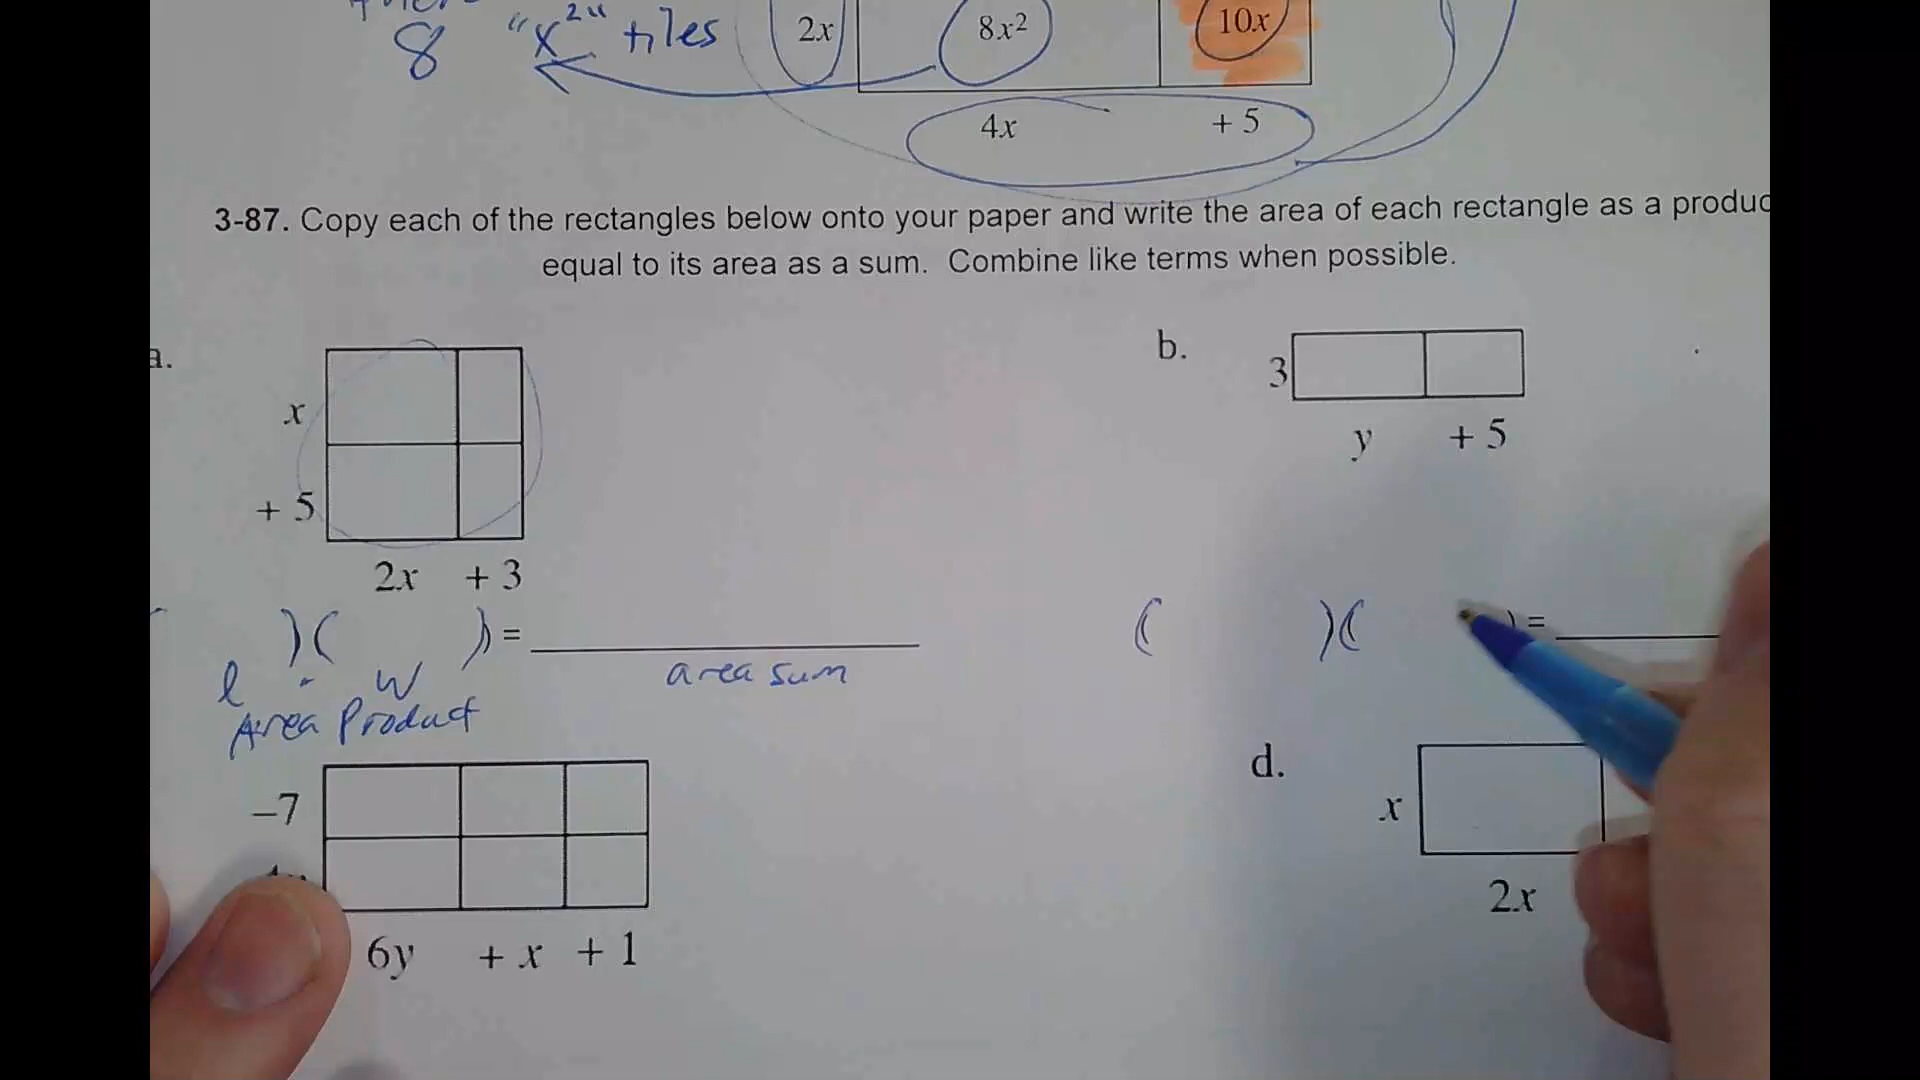 8 "x²" tiles
2x 8x² 10x
4x + 5
3-87. Copy each of the rectangles below onto your paper and write the area of each rectangle as a
equal to its area as a sum. Combine like terms when possible.
a.
x
+ 5
2x + 3
)( ) =
l · w
area sum
Area Product
b.
3
y + 5
( )( ) =
-7
6y + x + 1
d.
x
2x